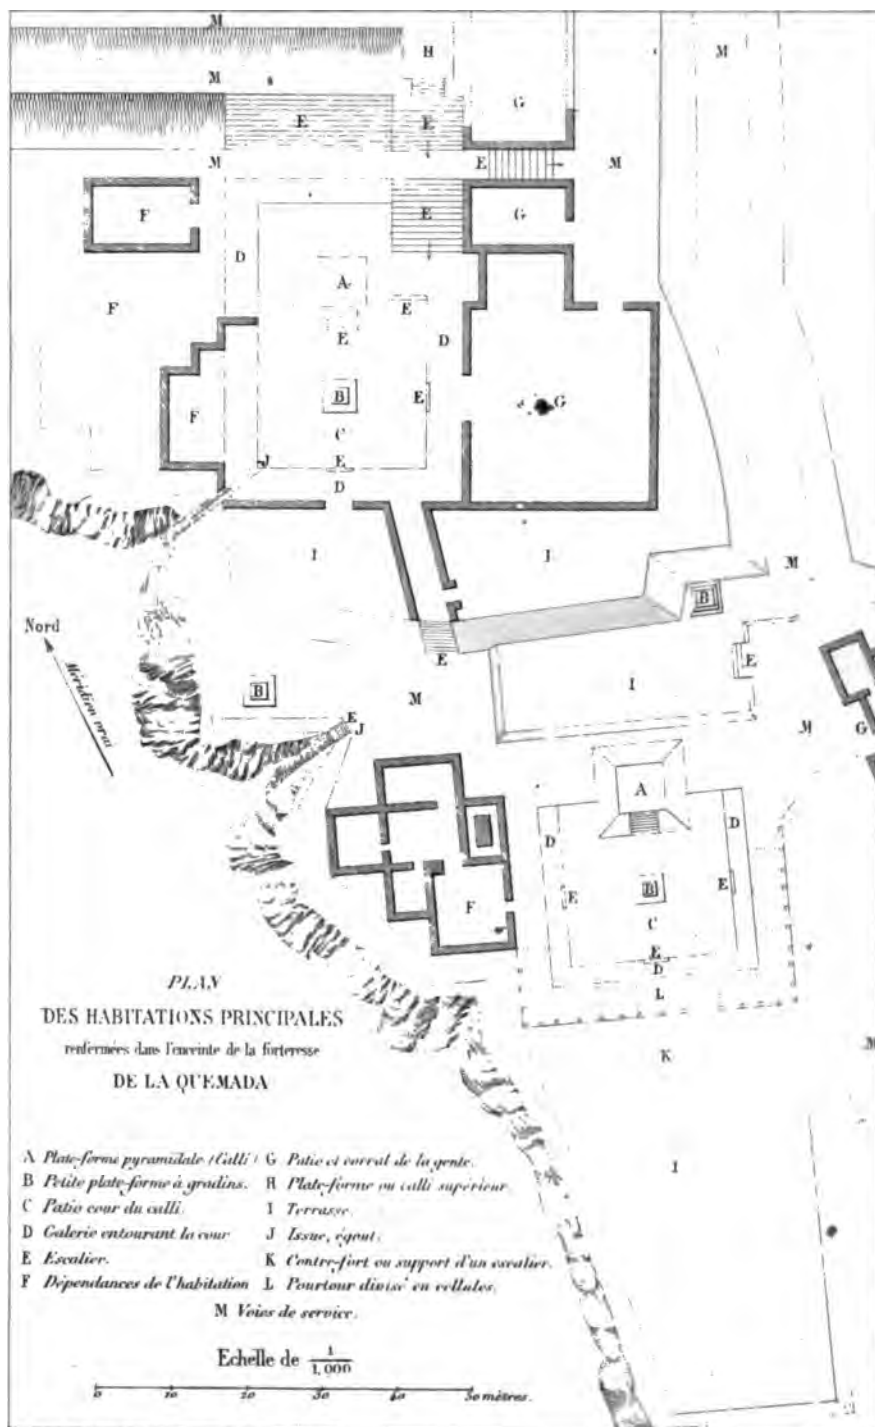 M
H
M
M
G
E
E
M
E
M
F
E
G
D
A
F
E
E
D
B
E
G
F
C
J
E
D
I
I
M
B
Nord
Méridien vrai
E
E
B
I
M
E
J
M
G
A
D
D
B
E
E
F
C
E
D
L
K
M
I
PLAN
DES HABITATIONS PRINCIPALES
renfermées dans l'enceinte de la forteresse
DE LA QUEMADA
A Plate-forme pyramidale (Calli)
B Petite plate-forme à gradins.
C Patio cour du calli.
D Galerie entourant la cour
E Escalier.
F Dépendances de l'habitation
G Patio et corral de la gente.
H Plate-forme ou calli supérieur.
I Terrasse.
J Issue, égout.
K Contre-fort ou support d'un escalier.
L Pourtour divisé en cellules.
M Voies de service.
Echelle de 1/1,000
0 10 20 30 40 50 mètres.